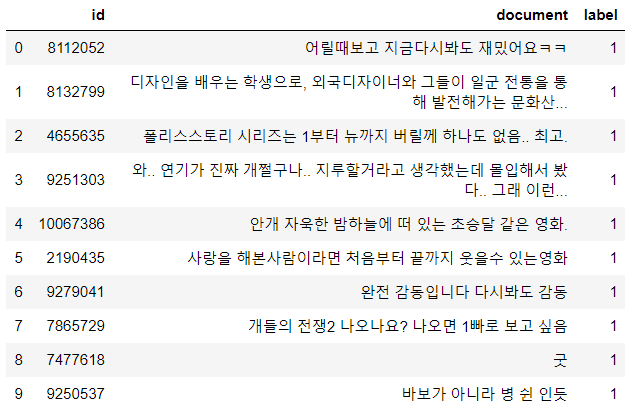 id document label
0 8112052 어릴때보고 지금다시봐도 재밌어요ㅋㅋ 1
디자인을 배우는 학생으로, 외국디자이너와 그들이 일군 전통을 통
1 8132799 해 발전해가는 문화산... 1
2 4655635 폴리스스토리 시리즈는 1부터 뉴까지 버릴께 하나도 없음.. 최고. 1
와.. 연기가 진짜 개쩔구나.. 지루할거라고 생각했는데 몰입해서 봤
3 9251303 다.. 그래 이런... 1
4 10067386 안개 자욱한 밤하늘에 떠 있는 초승달 같은 영화. 1
5 2190435 사랑을 해본사람이라면 처음부터 끝까지 웃을수 있는영화 1
6 9279041 완전 감동입니다 다시봐도 감동 1
7 7865729 개들의 전쟁2 나오나요? 나오면 1빠로 보고 싶음 1
8 7477618 굿 1
9 9250537 바보가 아니라 병 쉰 인듯 1